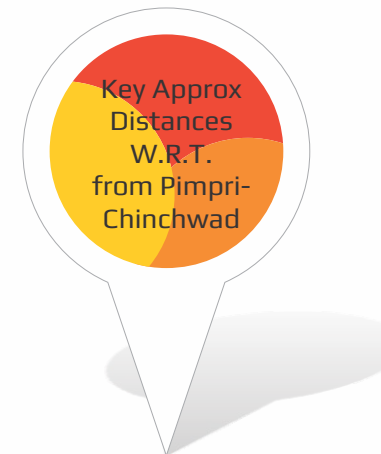 Key Approx
Distances
W.R.T.
from Pimpri-
Chinchwad